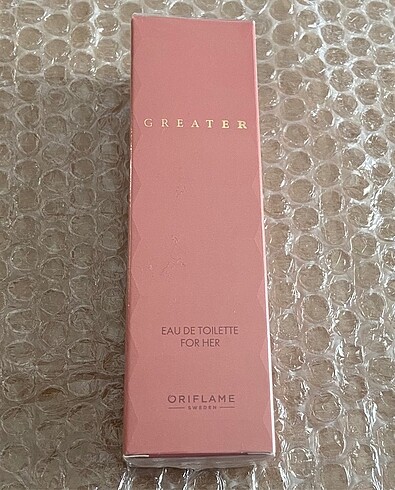 GREATER
EAU DE TOILETTE
FOR HER
ORIFLAME
SWEDEN